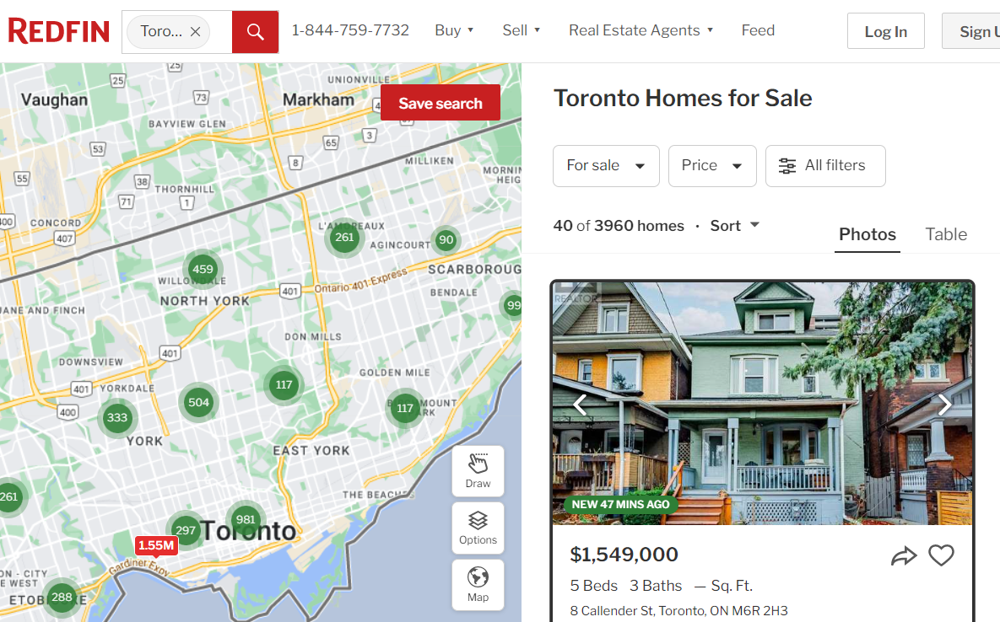 REDFIN
Toro...
1-844-759-7732
Buy
Sell
Real Estate Agents
Feed
Log In
Sign U
25
25
UNIONVILLE
Vaughan
73
Markham
Save search
BAYVIEW GLEN
3
65
53
8
MILLIKEN
MORNIN
HEIG
55
38
THORNHILL
71
1
400
CONCORD
407
L'AMOREAUX
261
AGINCOURT
90
459
WILLOWDALE
SCARBOROUG
Ontario 401 Express
401
NORTH YORK
BENDALE
99
JANE AND FINCH
DON MILLS
401
DOWNSVIEW
GOLDEN MILE
401
YORKDALE
117
504
117
MOUNT
ARK
400
333
YORK
EAST YORK
Draw
261
THE BEACHES
981
297
Toronto
1.55M
Options
Gardiner Expy
ON - CITY
E WEST
288
ETOBICOKE
Map
Toronto Homes for Sale
For sale
Price
All filters
40 of 3960 homes • Sort
Photos
Table
REALTOR
NEW 47 MINS AGO
$1,549,000
5 Beds 3 Baths — Sq. Ft.
8 Callender St, Toronto, ON M6R 2H3